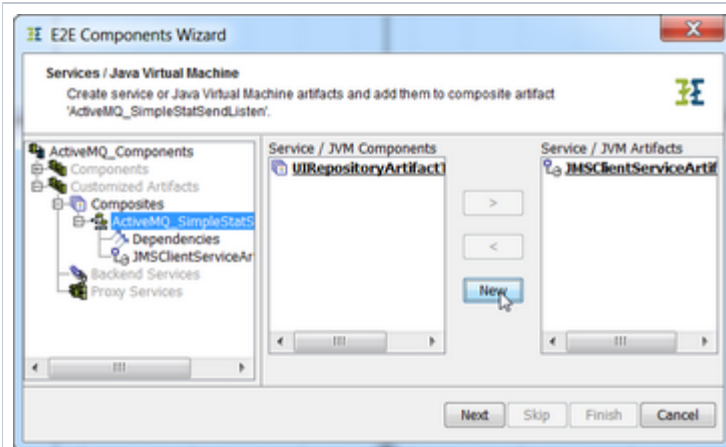 E2E Components Wizard
Services / Java Virtual Machine
Create service or Java Virtual Machine artifacts and add them to composite artifact
'ActiveMQ_SimpleStatSendListen'.
ActiveMQ_Components
Components
Customized Artifacts
Composites
ActiveMQ_SimpleStatS
Dependencies
JMSClientServiceAr
Backend Services
Proxy Services
Service / JVM Components
UIRepositoryArtifact1
>
<
New
Service / JVM Artifacts
JMSClientServiceArtif
Next
Skip
Finish
Cancel